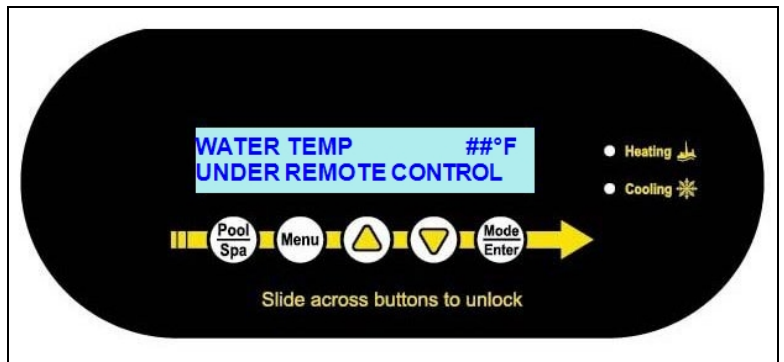 WATER TEMP ##°F
UNDER REMOTE CONTROL
Heating
Cooling
Pool
Spa
Menu
Mode
Enter
Slide across buttons to unlock